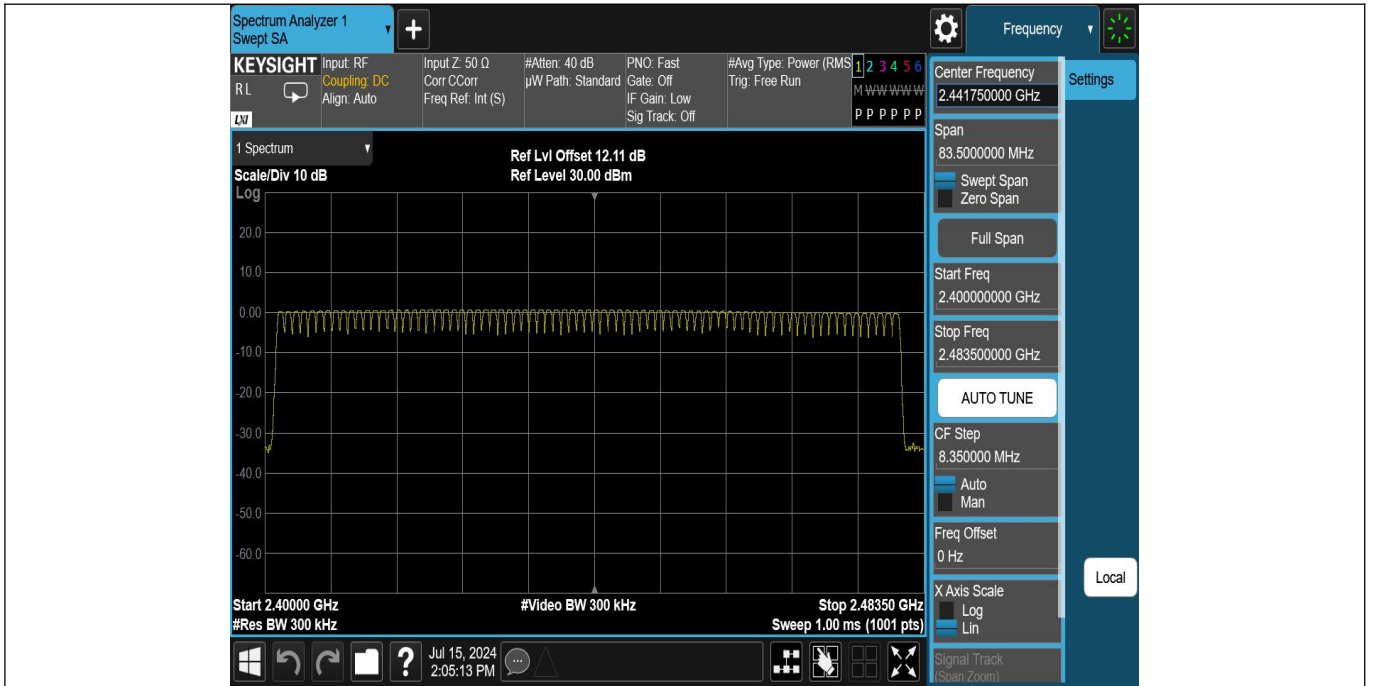 Spectrum Analyzer 1
Swept SA
+
Frequency
KEYSIGHT
RL
LXI
Input: RF
Coupling: DC
Align: Auto
Input Z: 50 Ω
Corr CCorr
Freq Ref: Int (S)
#Atten: 40 dB
µW Path: Standard
PNO: Fast
Gate: Off
IF Gain: Low
Sig Track: Off
#Avg Type: Power (RMS
Trig: Free Run
1 2 3 4 5 6
M W W W W W
P P P P P P
Center Frequency
2.441750000 GHz
Settings
1 Spectrum
Scale/Div 10 dB
Ref Lvl Offset 12.11 dB
Ref Level 30.00 dBm
Log
20.0
10.0
0.00
-10.0
-20.0
-30.0
-40.0
-50.0
-60.0
Start 2.40000 GHz
#Res BW 300 kHz
#Video BW 300 kHz
Stop 2.48350 GHz
Sweep 1.00 ms (1001 pts)
Span
83.5000000 MHz
Swept Span
Zero Span
Full Span
Start Freq
2.400000000 GHz
Stop Freq
2.483500000 GHz
AUTO TUNE
CF Step
8.350000 MHz
Auto
Man
Freq Offset
0 Hz
X Axis Scale
Log
Lin
Local
Signal Track
(Span Zoom)
?
Jul 15, 2024
2:05:13 PM